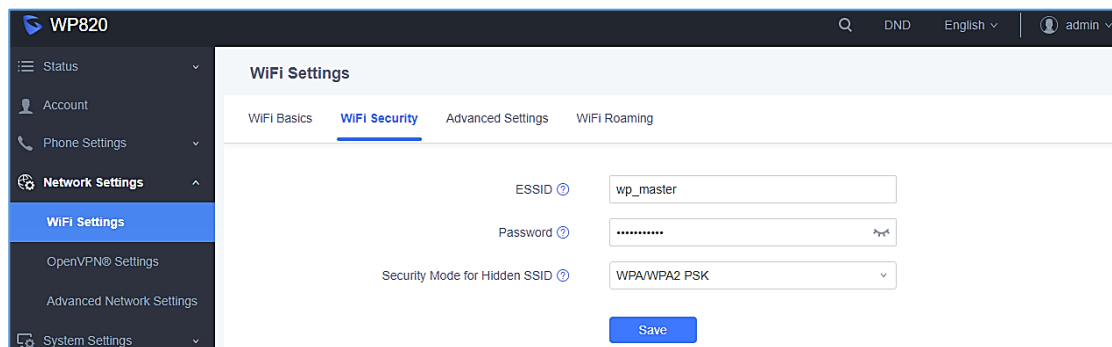 WP820
DND
English
admin
Status
Account
Phone Settings
Network Settings
WiFi Settings
OpenVPN® Settings
Advanced Network Settings
System Settings
WiFi Settings
WiFi Basics WiFi Security Advanced Settings WiFi Roaming
ESSID wp_master
Password •••••••••••
Security Mode for Hidden SSID WPA/WPA2 PSK
Save